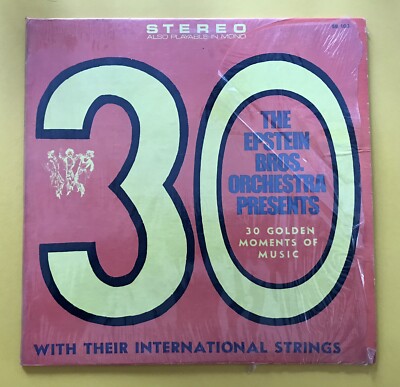 STEREO
ALSO PLAYABLE IN MONO
30
THE
EPSTEIN
BROS.
ORCHESTRA
PRESENTS
30 GOLDEN
MOMENTS OF
MUSIC
WITH THEIR INTERNATIONAL STRINGS